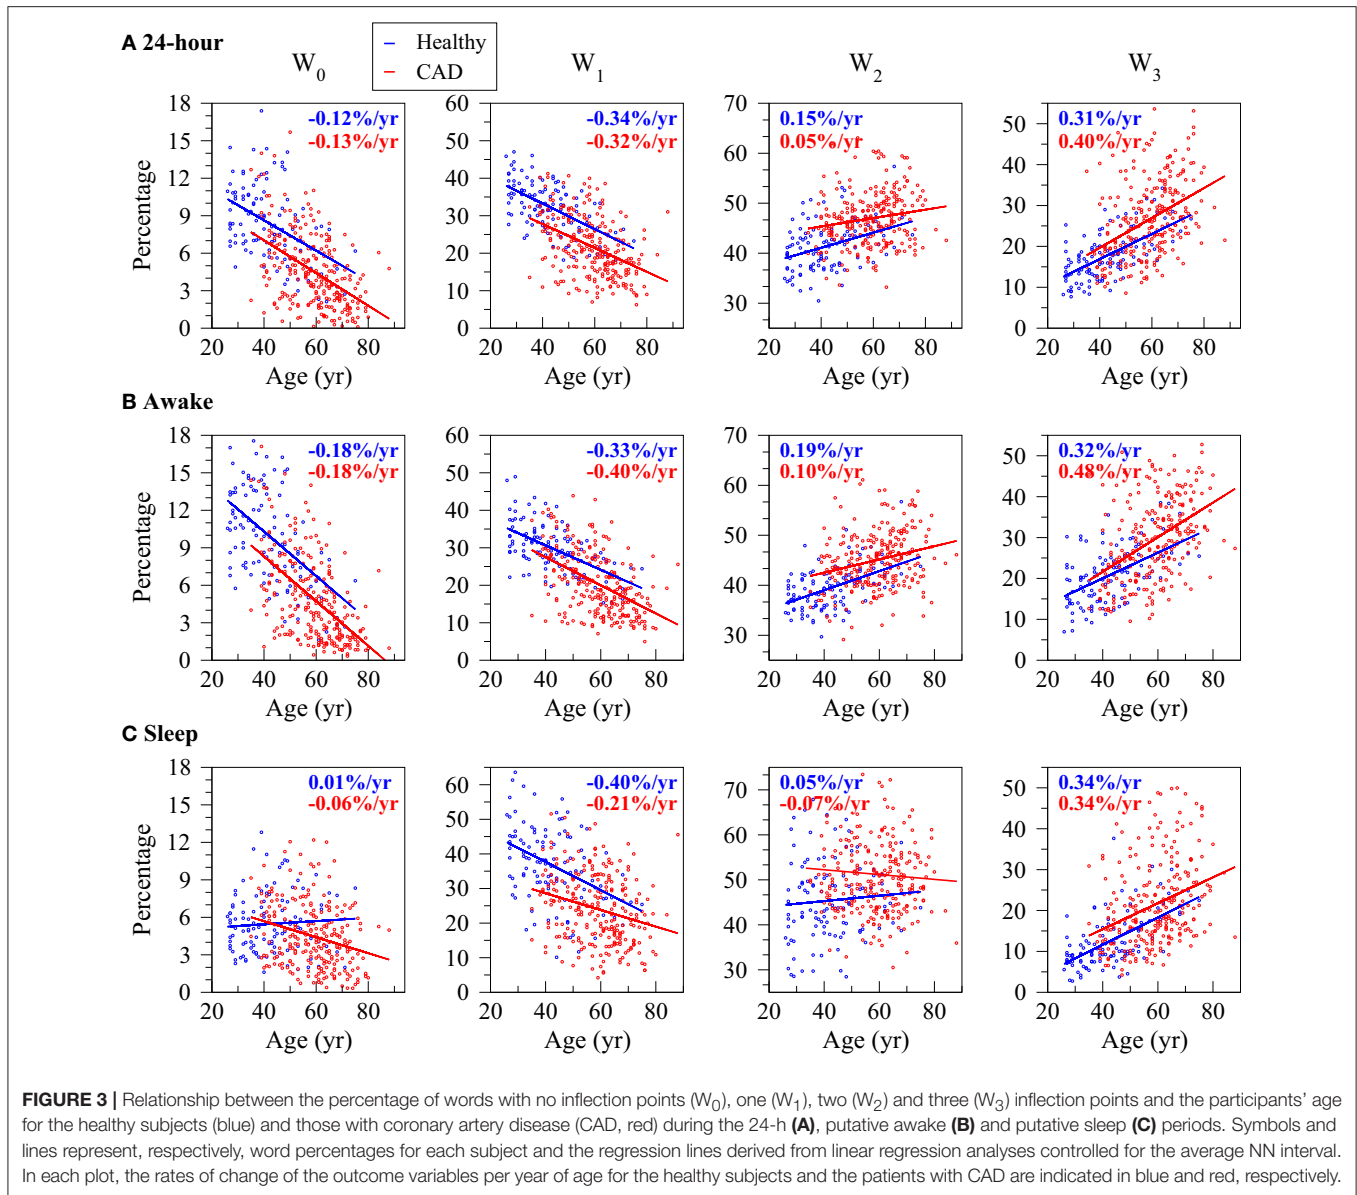 A 24-hour
Healthy
CAD
W0
W1
W2
W3
18
15
12
9
6
3
0
Percentage
-0.12%/yr
-0.13%/yr
20 40 60 80
Age (yr)
60
50
40
30
20
10
0
-0.34%/yr
-0.32%/yr
20 40 60 80
Age (yr)
70
60
50
40
30
0.15%/yr
0.05%/yr
20 40 60 80
Age (yr)
50
40
30
20
10
0
0.31%/yr
0.40%/yr
20 40 60 80
Age (yr)
B Awake
18
15
12
9
6
3
0
Percentage
-0.18%/yr
-0.18%/yr
20 40 60 80
Age (yr)
60
50
40
30
20
10
0
-0.33%/yr
-0.40%/yr
20 40 60 80
Age (yr)
70
60
50
40
30
0.19%/yr
0.10%/yr
20 40 60 80
Age (yr)
50
40
30
20
10
0
0.32%/yr
0.48%/yr
20 40 60 80
Age (yr)
C Sleep
18
15
12
9
6
3
0
Percentage
0.01%/yr
-0.06%/yr
20 40 60 80
Age (yr)
60
50
40
30
20
10
0
-0.40%/yr
-0.21%/yr
20 40 60 80
Age (yr)
70
60
50
40
30
0.05%/yr
-0.07%/yr
20 40 60 80
Age (yr)
50
40
30
20
10
0
0.34%/yr
0.34%/yr
20 40 60 80
Age (yr)
FIGURE 3 | Relationship between the percentage of words with no inflection points (W0), one (W1), two (W2) and three (W3) inflection points and the participants' age
for the healthy subjects (blue) and those with coronary artery disease (CAD, red) during the 24-h (A), putative awake (B) and putative sleep (C) periods. Symbols and
lines represent, respectively, word percentages for each subject and the regression lines derived from linear regression analyses controlled for the average NN interval.
In each plot, the rates of change of the outcome variables per year of age for the healthy subjects and the patients with CAD are indicated in blue and red, respectively.